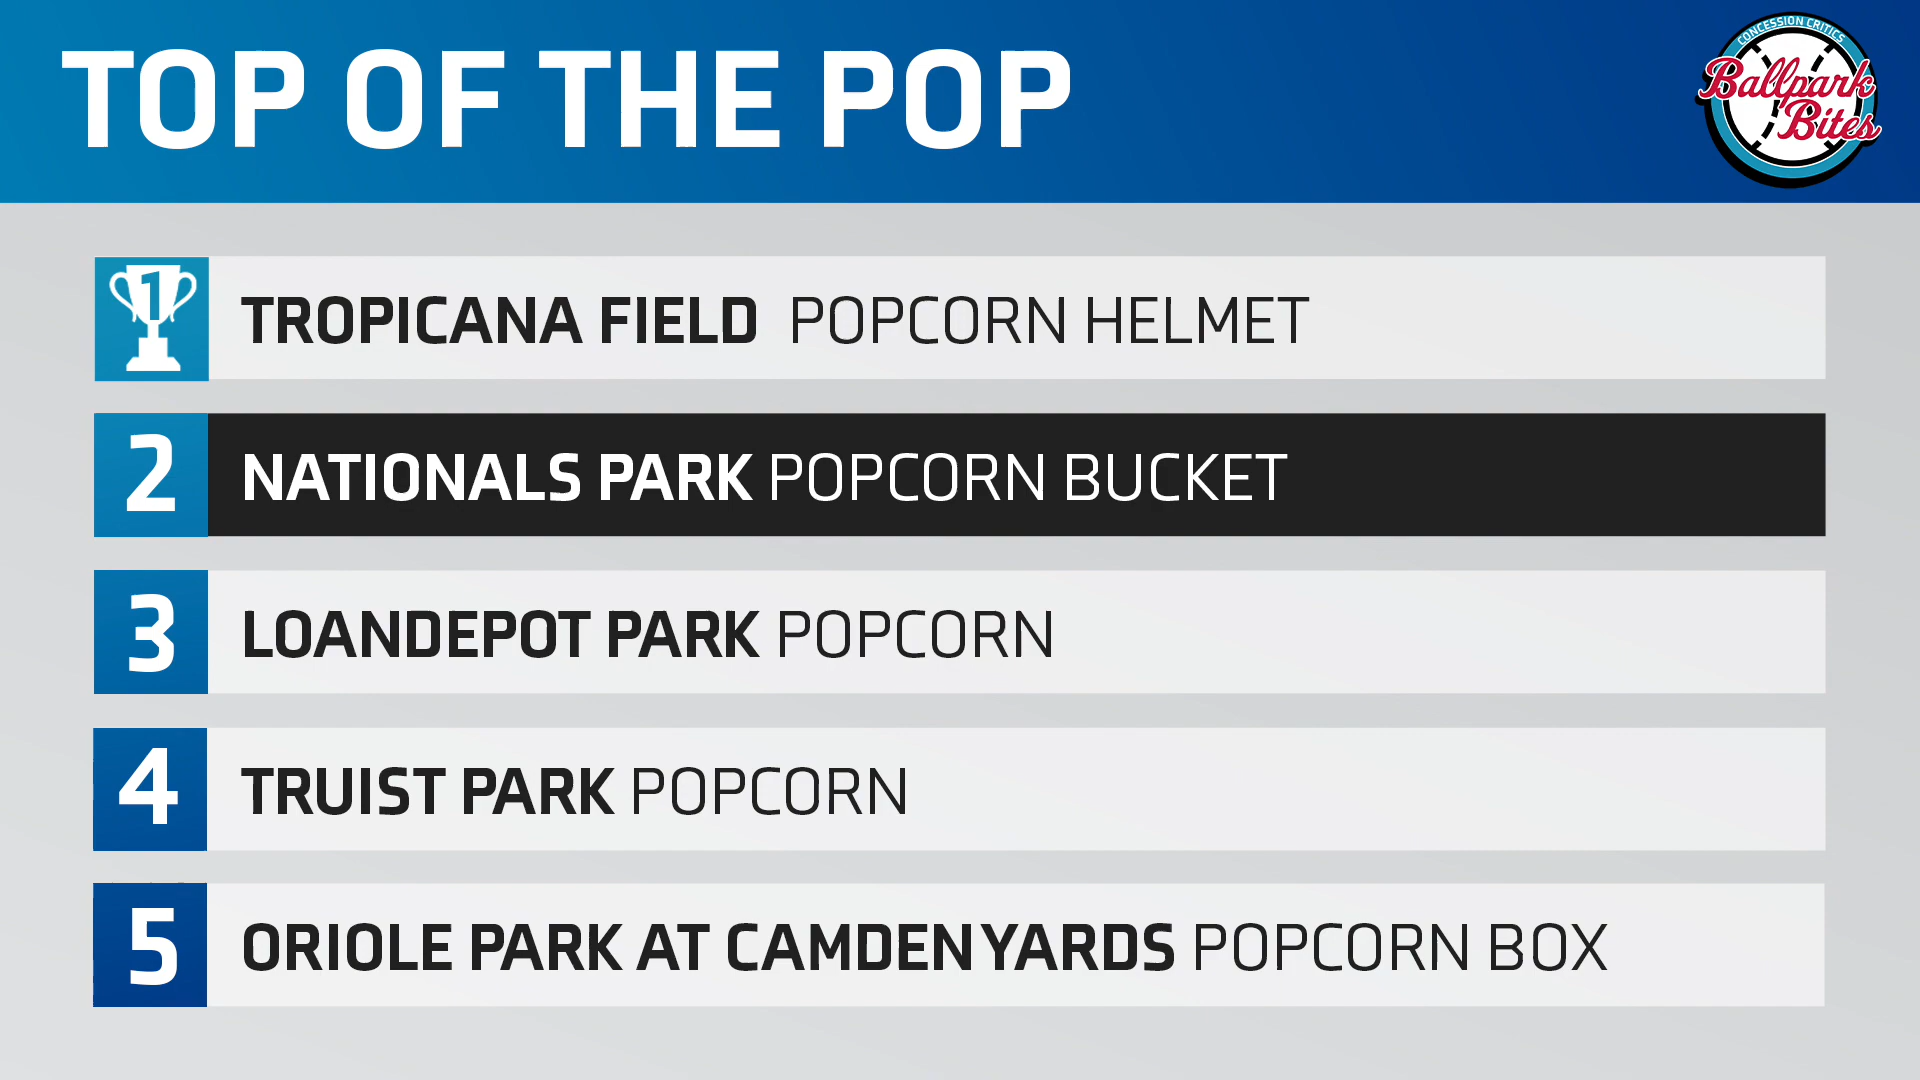 TOP OF THE POP
CONCESSION CRITICS
Ballpark
Bites
1 TROPICANA FIELD POPCORN HELMET
2 NATIONALS PARK POPCORN BUCKET
3 LOANDEPOT PARK POPCORN
4 TRUIST PARK POPCORN
5 ORIOLE PARK AT CAMDEN YARDS POPCORN BOX